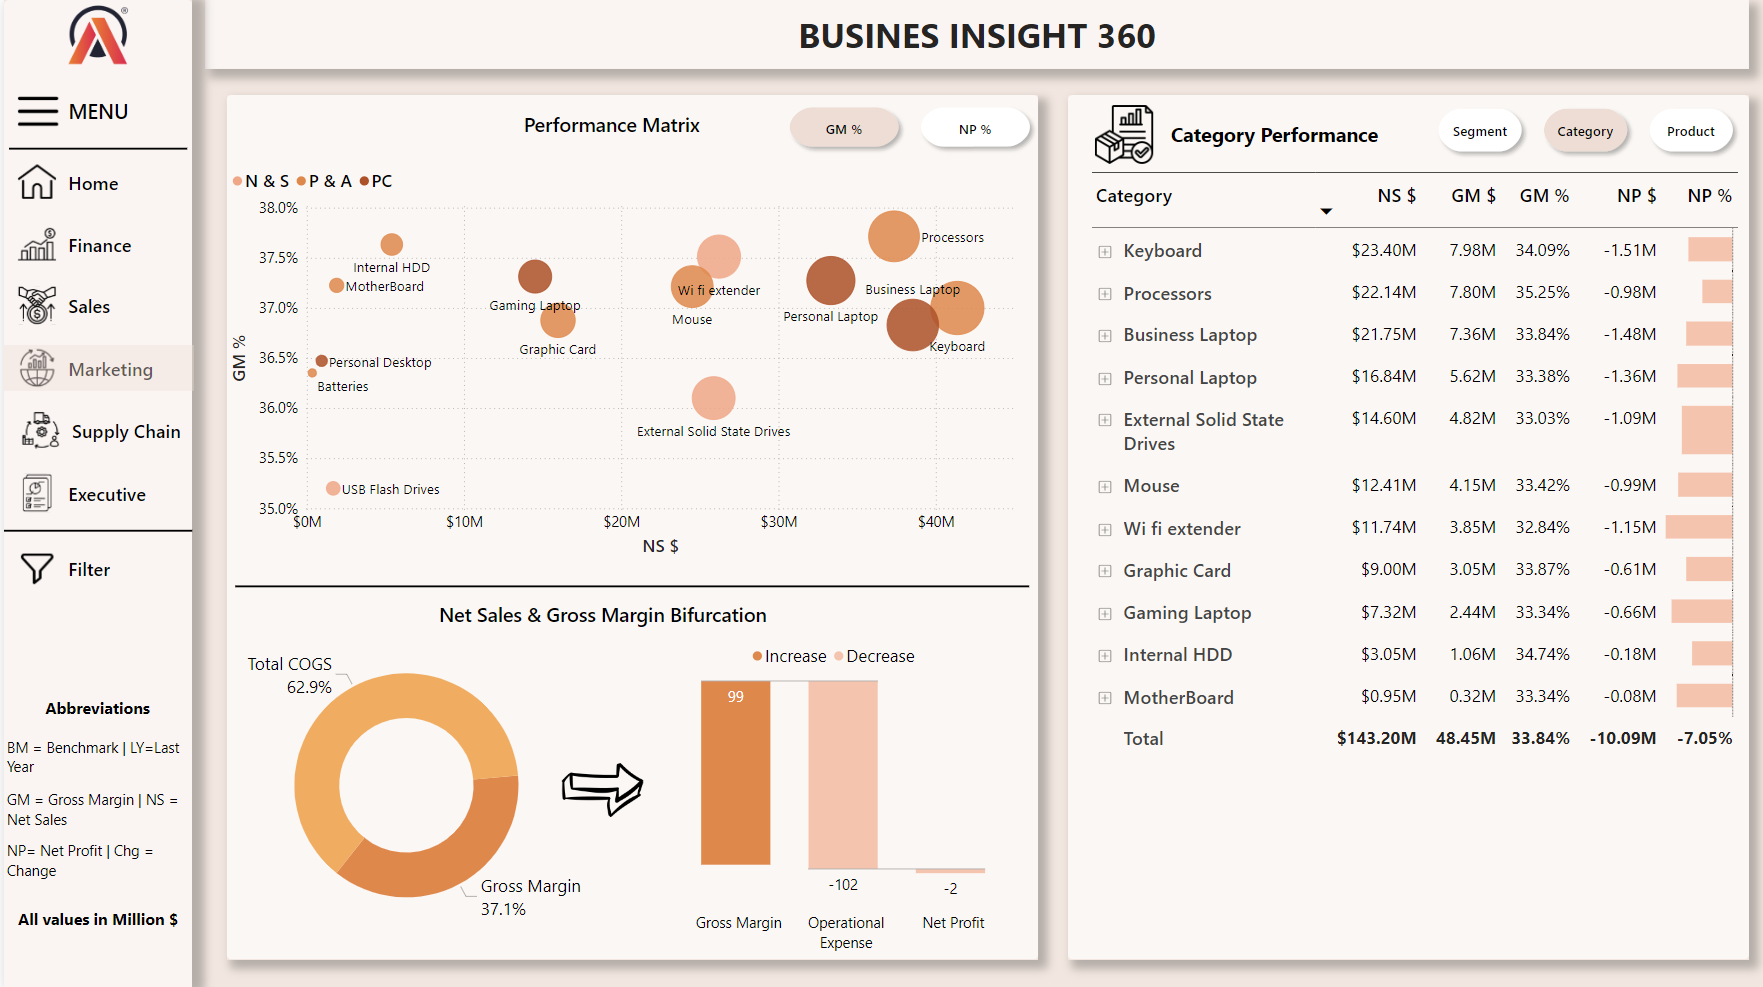 ®
BUSINES INSIGHT 360
MENU
Home
Finance
Sales
Marketing
Supply Chain
Executive
Filter
Abbreviations
BM = Benchmark | LY=Last
Year
GM = Gross Margin | NS =
Net Sales
NP= Net Profit | Chg =
Change
All values in Million $
Performance Matrix
GM %
NP %
N & S P & A PC
GM %
38.0%
37.5%
37.0%
36.5%
36.0%
35.5%
35.0%
$0M $10M $20M $30M $40M
NS $
Processors
Internal HDD
MotherBoard
Gaming Laptop
Wi fi extender
Business Laptop
Mouse
Personal Laptop
Graphic Card
Keyboard
Personal Desktop
Batteries
External Solid State Drives
USB Flash Drives
Net Sales & Gross Margin Bifurcation
Total COGS
62.9%
Gross Margin
37.1%
Increase Decrease
99
-102
-2
Gross Margin
Operational
Expense
Net Profit
Category Performance
Segment
Category
Product
Category NS $ GM $ GM % NP $ NP %
Keyboard $23.40M 7.98M 34.09% -1.51M
Processors $22.14M 7.80M 35.25% -0.98M
Business Laptop $21.75M 7.36M 33.84% -1.48M
Personal Laptop $16.84M 5.62M 33.38% -1.36M
External Solid State $14.60M 4.82M 33.03% -1.09M
Drives
Mouse $12.41M 4.15M 33.42% -0.99M
Wi fi extender $11.74M 3.85M 32.84% -1.15M
Graphic Card $9.00M 3.05M 33.87% -0.61M
Gaming Laptop $7.32M 2.44M 33.34% -0.66M
Internal HDD $3.05M 1.06M 34.74% -0.18M
MotherBoard $0.95M 0.32M 33.34% -0.08M
Total $143.20M 48.45M 33.84% -10.09M -7.05%